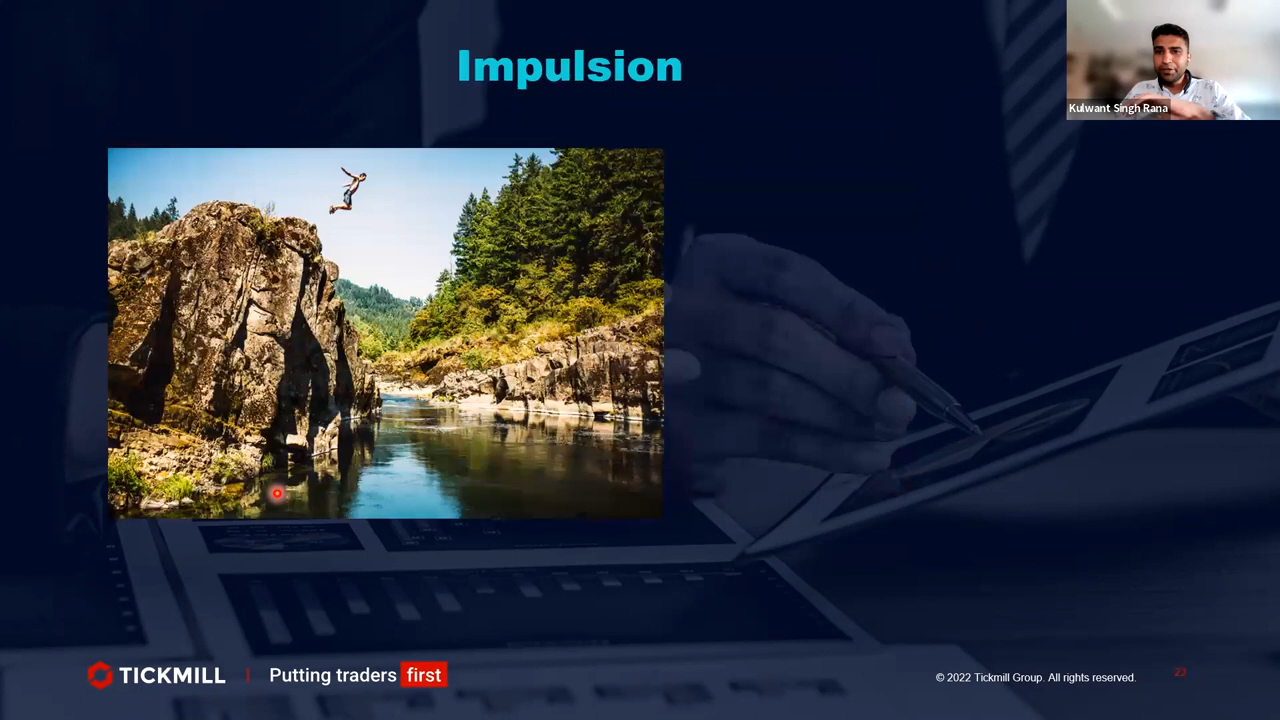 Impulsion
Kulwant Singh Rana
TICKMILL | Putting traders first
© 2022 Tickmill Group. All rights reserved.